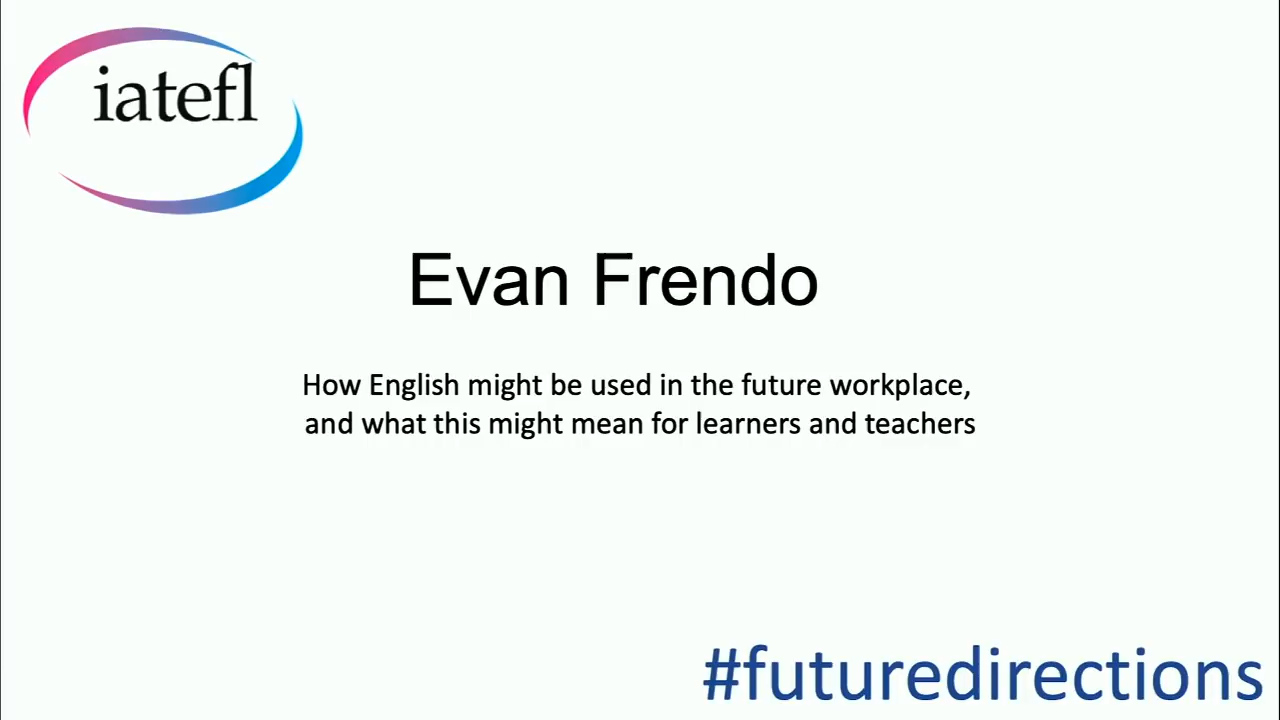 iatefl
Evan Frendo
How English might be used in the future workplace,
and what this might mean for learners and teachers
#futuredirections